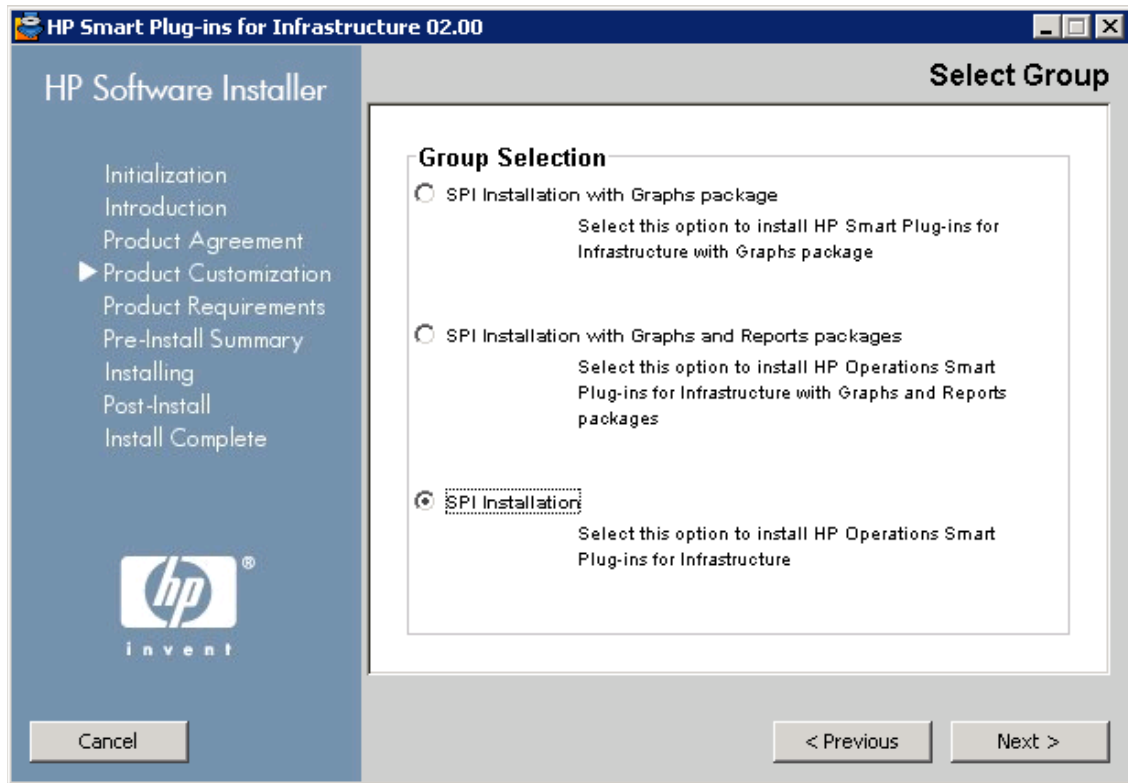 HP Smart Plug-ins for Infrastructure 02.00
HP Software Installer
Initialization
Introduction
Product Agreement
Product Customization
Product Requirements
Pre-Install Summary
Installing
Post-Install
Install Complete
hp
®
invent
Select Group
Group Selection
SPI Installation with Graphs package
Select this option to install HP Smart Plug-ins for
Infrastructure with Graphs package
SPI Installation with Graphs and Reports packages
Select this option to install HP Operations Smart
Plug-ins for Infrastructure with Graphs and Reports
packages
SPI Installation
Select this option to install HP Operations Smart
Plug-ins for Infrastructure
Cancel
< Previous
Next >